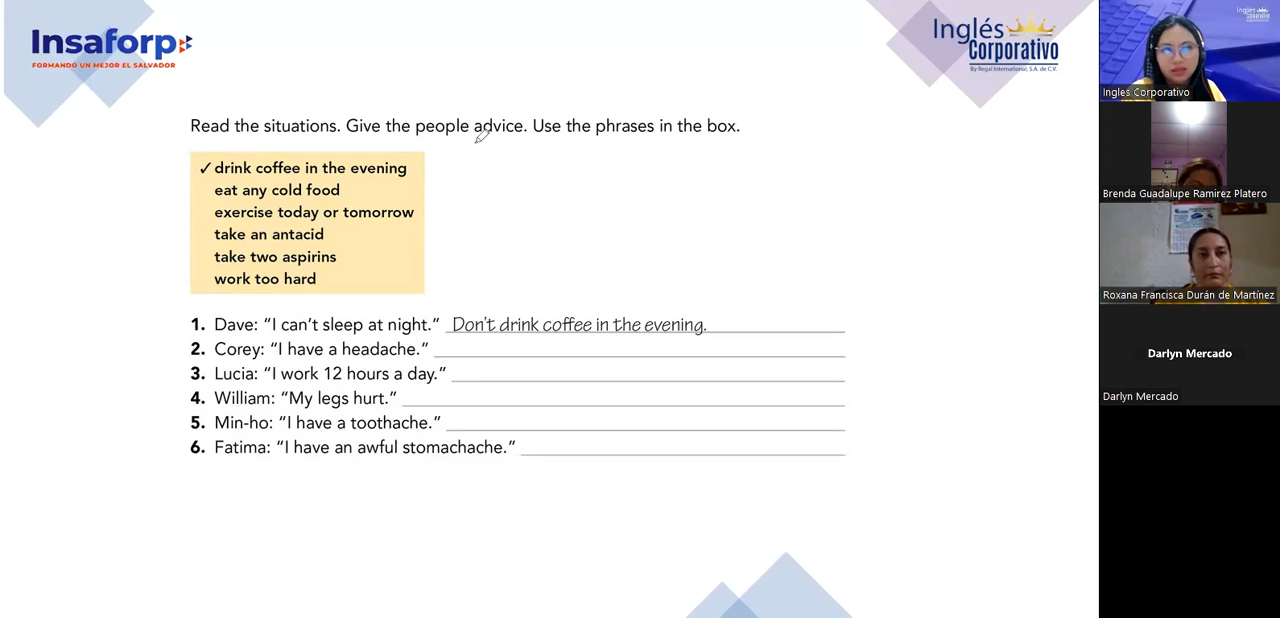 Insaforp
FORMANDO UN MEJOR EL SALVADOR
Inglés
Corporativo
By Regal International, S.A. de C.V.
Read the situations. Give the people advice. Use the phrases in the box.
✓ drink coffee in the evening
eat any cold food
exercise today or tomorrow
take an antacid
take two aspirins
work too hard
1. Dave: “I can’t sleep at night.” Don’t drink coffee in the evening.
2. Corey: “I have a headache.”
3. Lucia: “I work 12 hours a day.”
4. William: “My legs hurt.”
5. Min-ho: “I have a toothache.”
6. Fatima: “I have an awful stomachache.”
Inglés
Corporativo
Ingles Corporativo
Brenda Guadalupe Ramirez Platero
Roxana Francisca Durán de Martínez
Darlyn Mercado
Darlyn Mercado